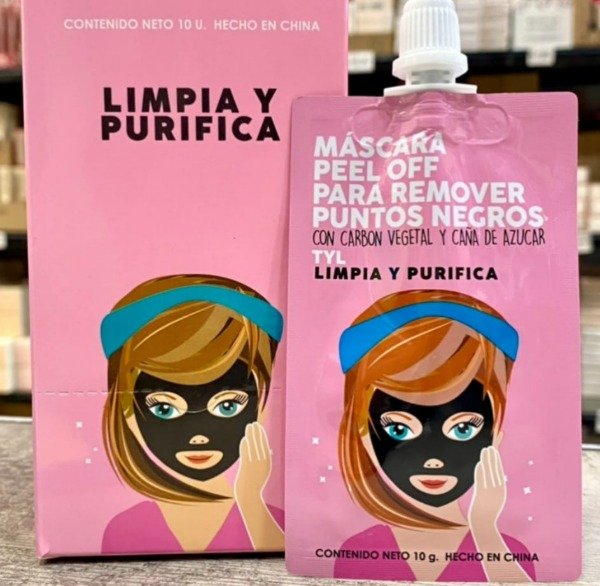 CONTENIDO NETO 10 U. HECHO EN CHINA
LIMPIA Y
PURIFICA
MÁSCARA
PEEL OFF
PARA REMOVER
PUNTOS NEGROS
CON CARBON VEGETAL Y CAÑA DE AZUCAR
TYL
LIMPIA Y PURIFICA
CONTENIDO NETO 10 g. HECHO EN CHINA